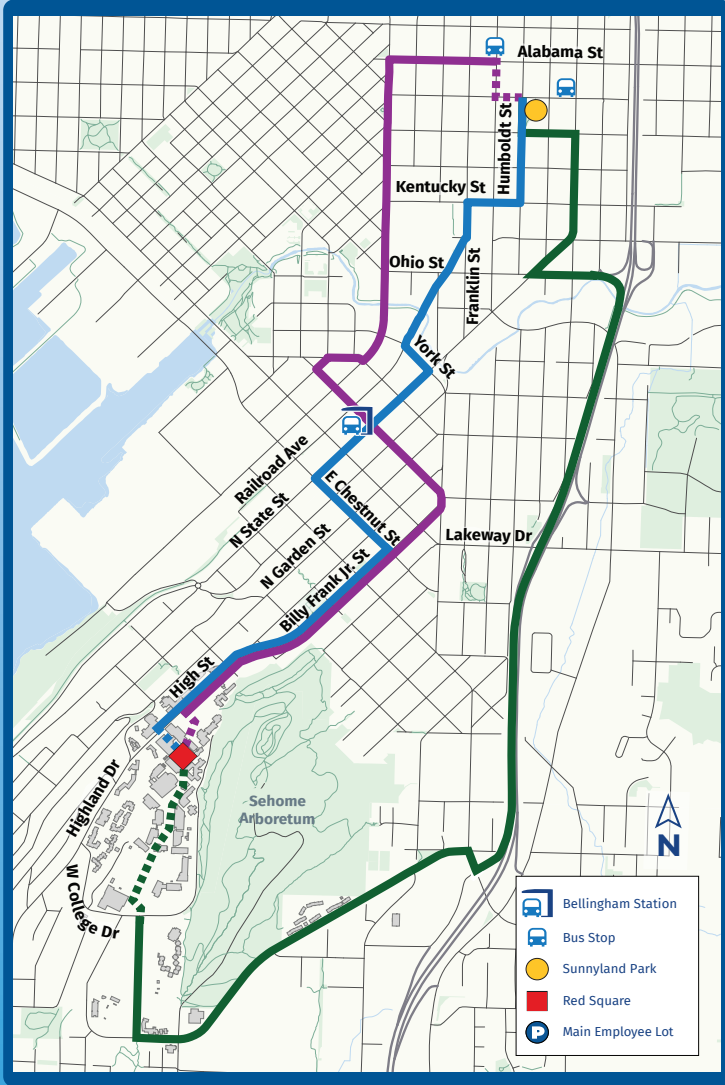 Alabama St
Humboldt St
Kentucky St
Ohio St
Franklin St
York St
Railroad Ave
E Chestnut St
N State St
Lakeway Dr
N Garden St
Billy Frank Jr. St
High St
Highland Dr
Sehome
Arboretum
N
W College Dr
Bellingham Station
Bus Stop
Sunnyland Park
Red Square
P
Main Employee Lot